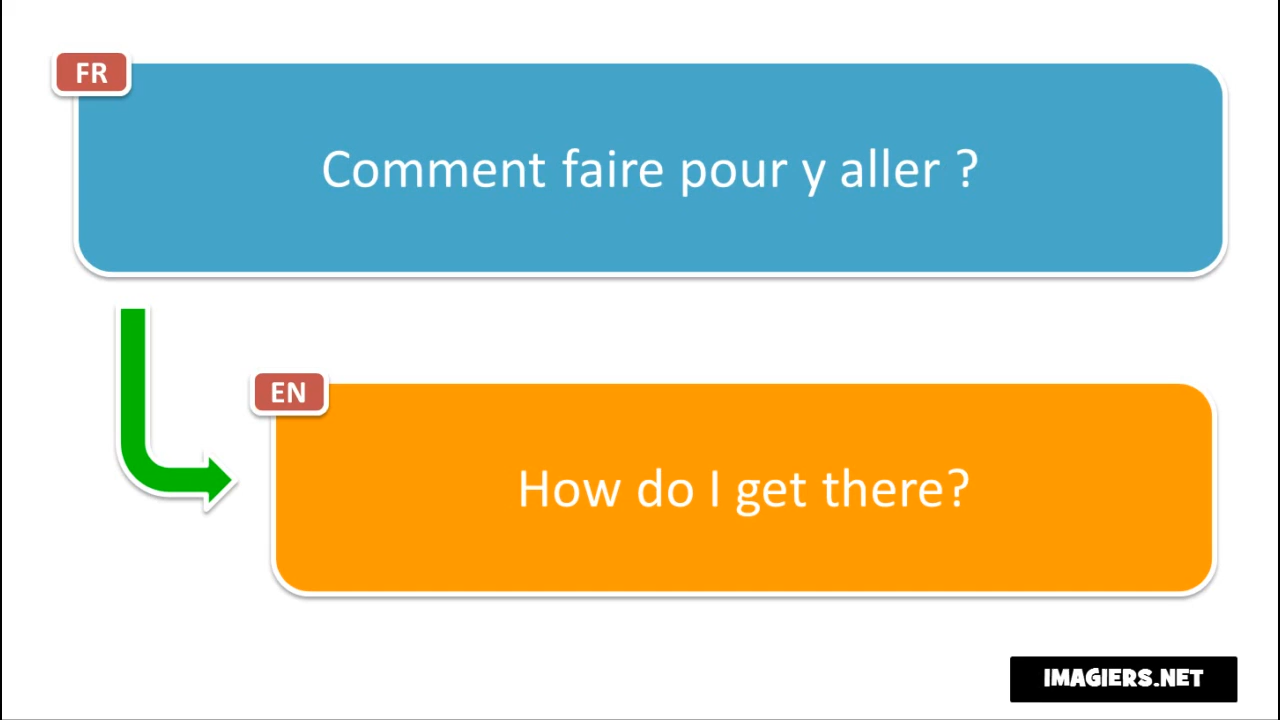 FR
Comment faire pour y aller ?
EN
How do I get there?
IMAGIERS.NET